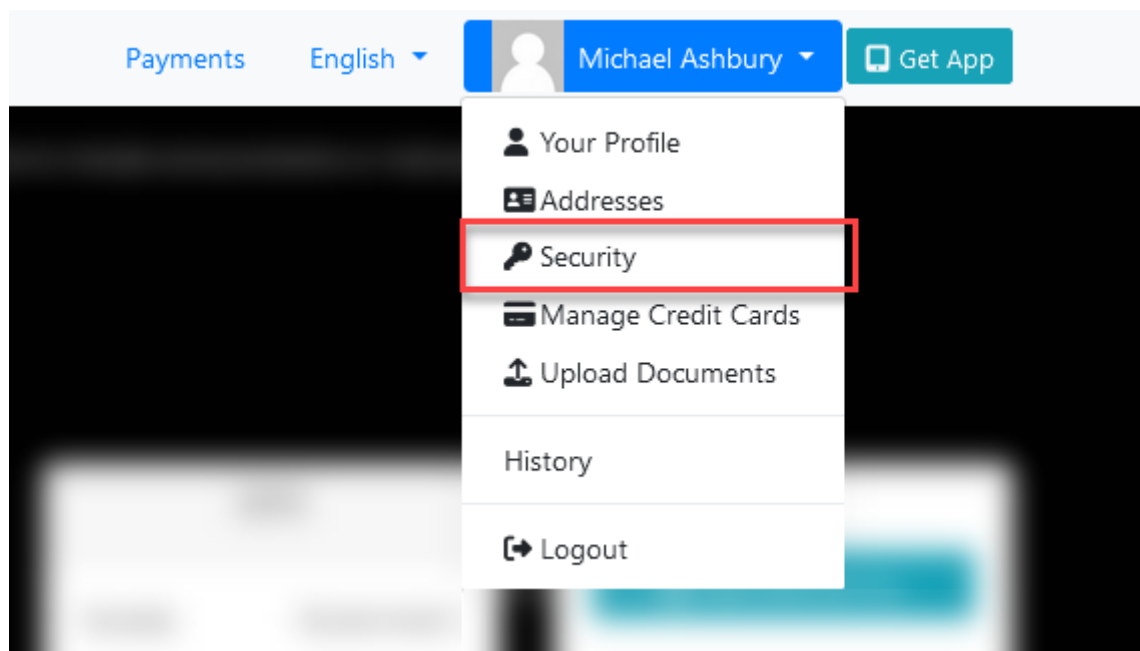 Payments English Michael Ashbury Get App
Your Profile
Addresses
Security
Manage Credit Cards
Upload Documents
History
Logout